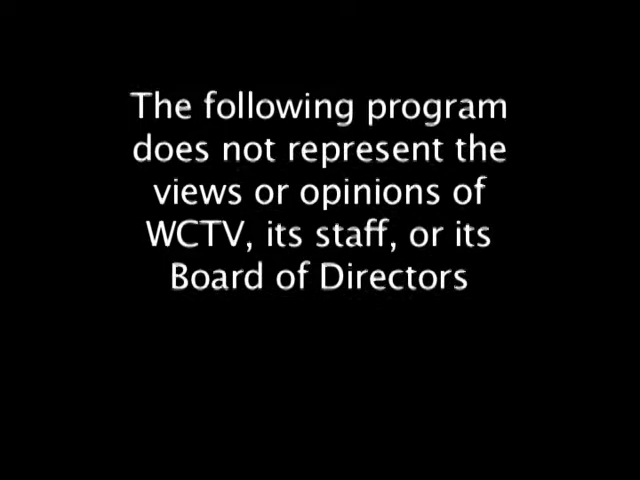 The following program
does not represent the
views or opinions of
WCTV, its staff, or its
Board of Directors